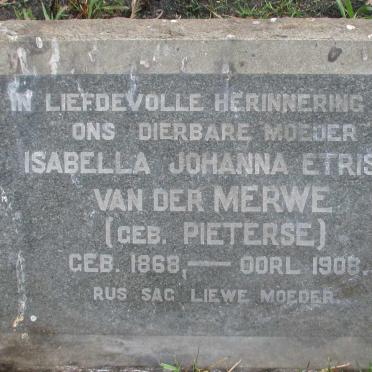 IN LIEFDEVOLLE HERINNERING
ONS DIERBARE MOEDER
ISABELLA JOHANNA ETRIS
VAN DER MERWE
(GEB. PIETERSE)
GEB. 1868,— OORL 1908.
RUS SAG LIEWE MOEDER.